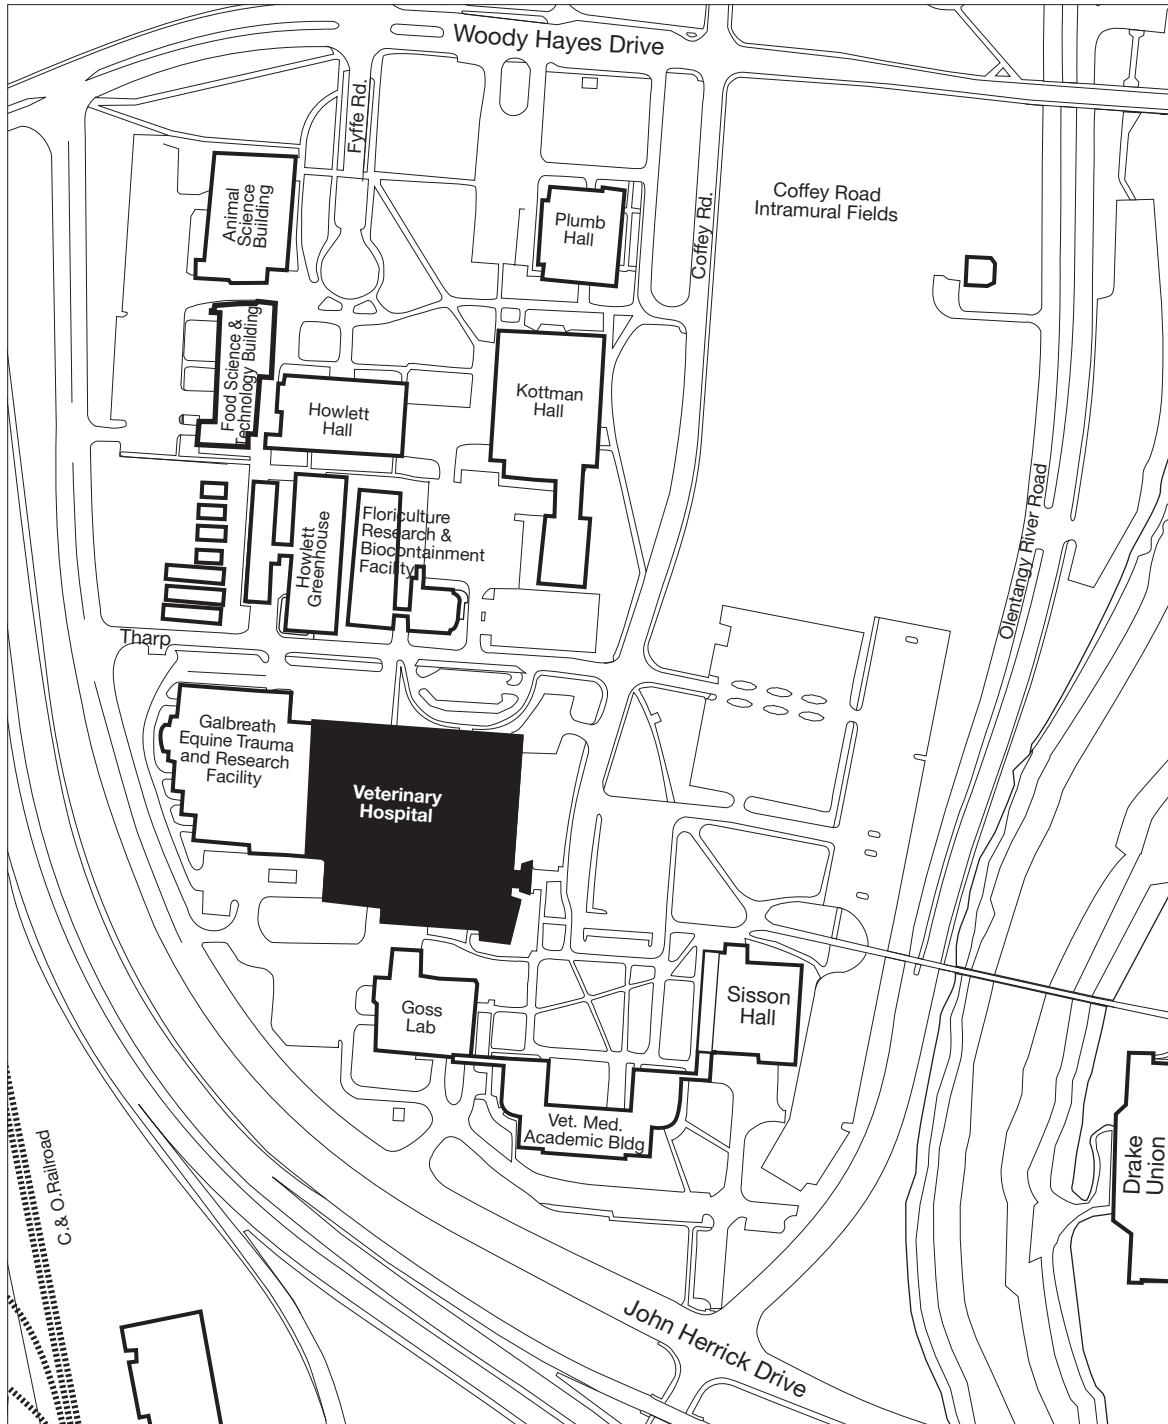 Woody Hayes Drive
Fyffe Rd.
Coffey Rd.
Coffey Road
Intramural Fields
Animal
Science
Building
Plumb
Hall
Food Science &
Technology Building
Howlett
Hall
Kottman
Hall
Howlett
Greenhouse
Floriculture
Research &
Biocontainment
Facility
Olentangy River Road
Tharp
Galbreath
Equine Trauma
and Research
Facility
Veterinary
Hospital
Goss
Lab
Sisson
Hall
Vet. Med.
Academic Bldg
Drake
Union
C.& O.Railroad
John Herrick Drive